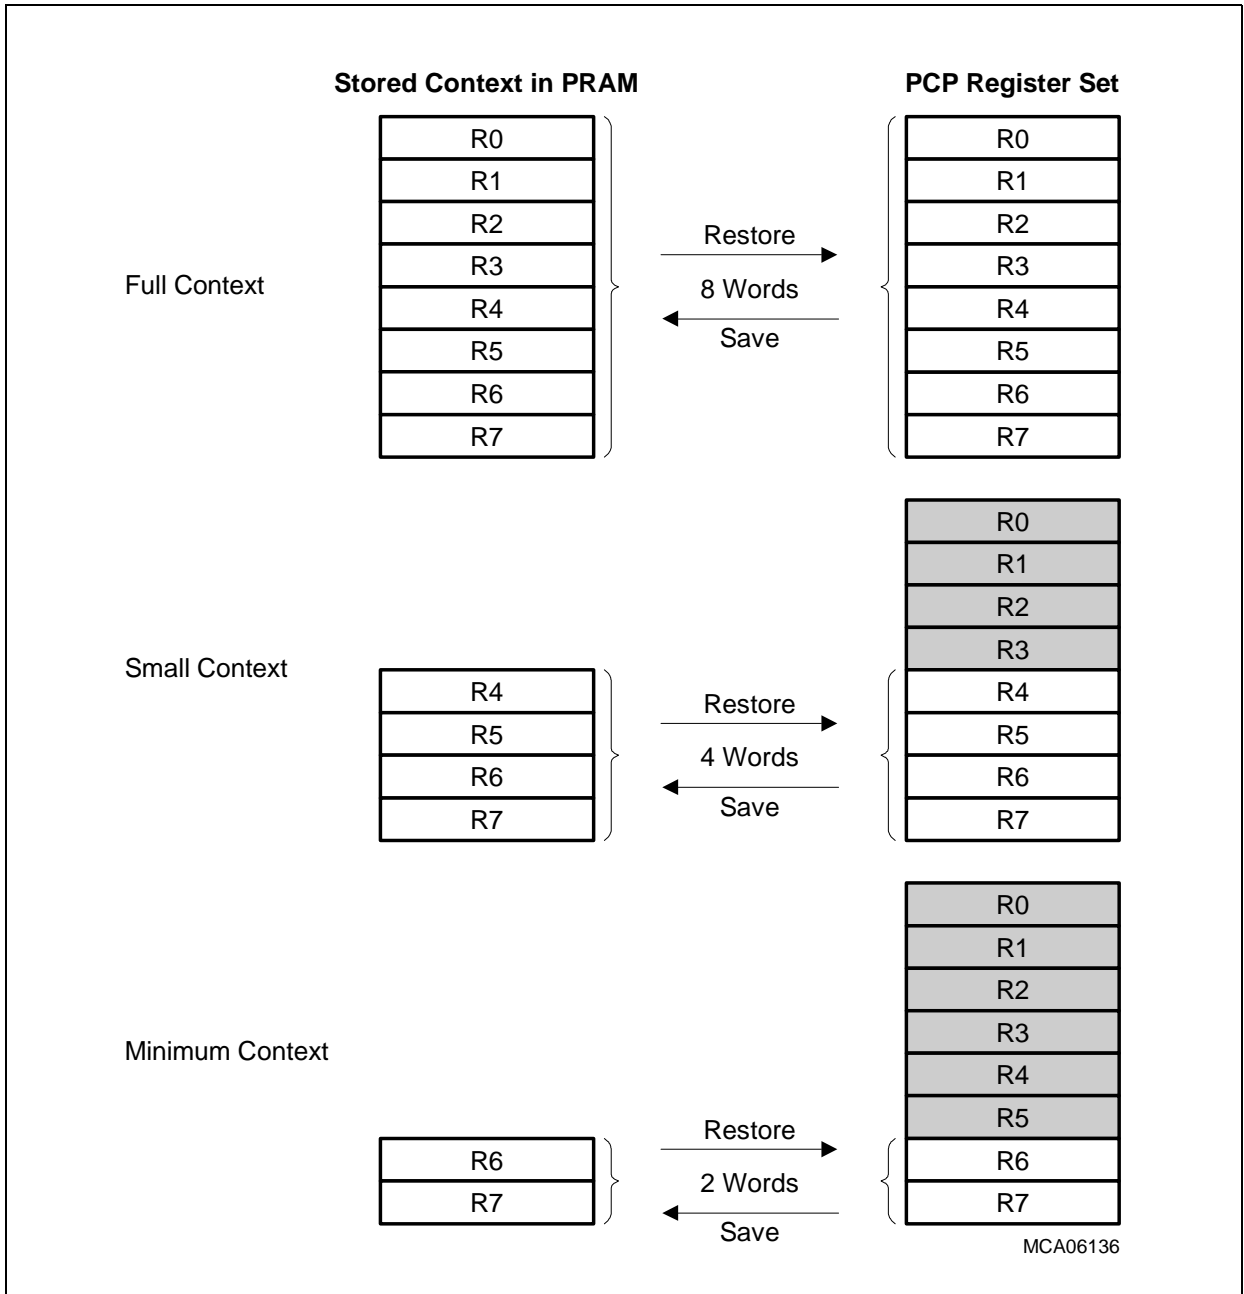 Stored Context in PRAM
PCP Register Set
Full Context
R0
R1
R2
R3
R4
R5
R6
R7
Restore
8 Words
Save
R0
R1
R2
R3
R4
R5
R6
R7
Small Context
R4
R5
R6
R7
Restore
4 Words
Save
R0
R1
R2
R3
R4
R5
R6
R7
Minimum Context
R6
R7
Restore
2 Words
Save
R0
R1
R2
R3
R4
R5
R6
R7
MCA06136